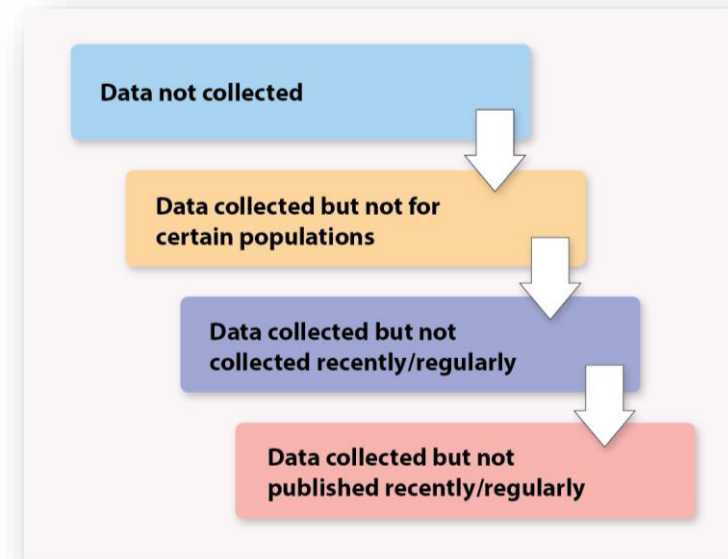 Data not collected
Data collected but not for
certain populations
Data collected but not
collected recently/regularly
Data collected but not
published recently/regularly